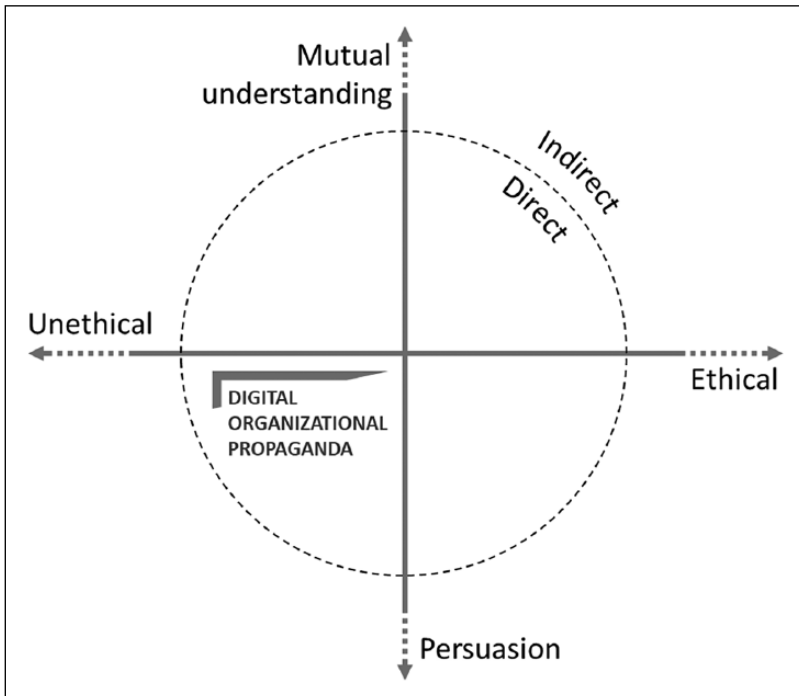 Mutual
understanding
Indirect
Direct
Unethical
Ethical
DIGITAL
ORGANIZATIONAL
PROPAGANDA
Persuasion